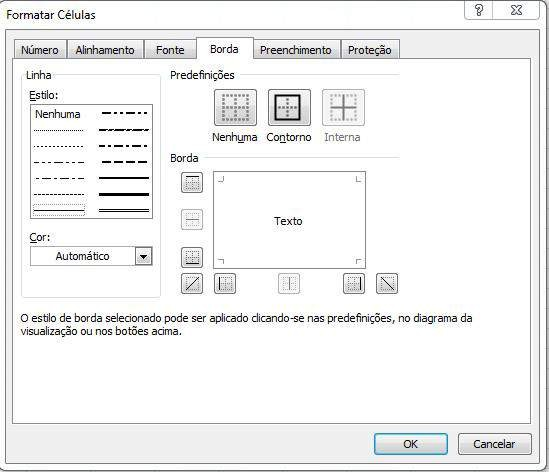 Formatar Células
Número Alinhamento Fonte Borda Preenchimento Proteção
Linha
Estilo:
Nenhuma
Cor:
Automático
Predefinições
Nenhuma Contorno Interna
Borda
Texto
O estilo de borda selecionado pode ser aplicado clicando-se nas predefinições, no diagrama da
visualização ou nos botões acima.
OK Cancelar